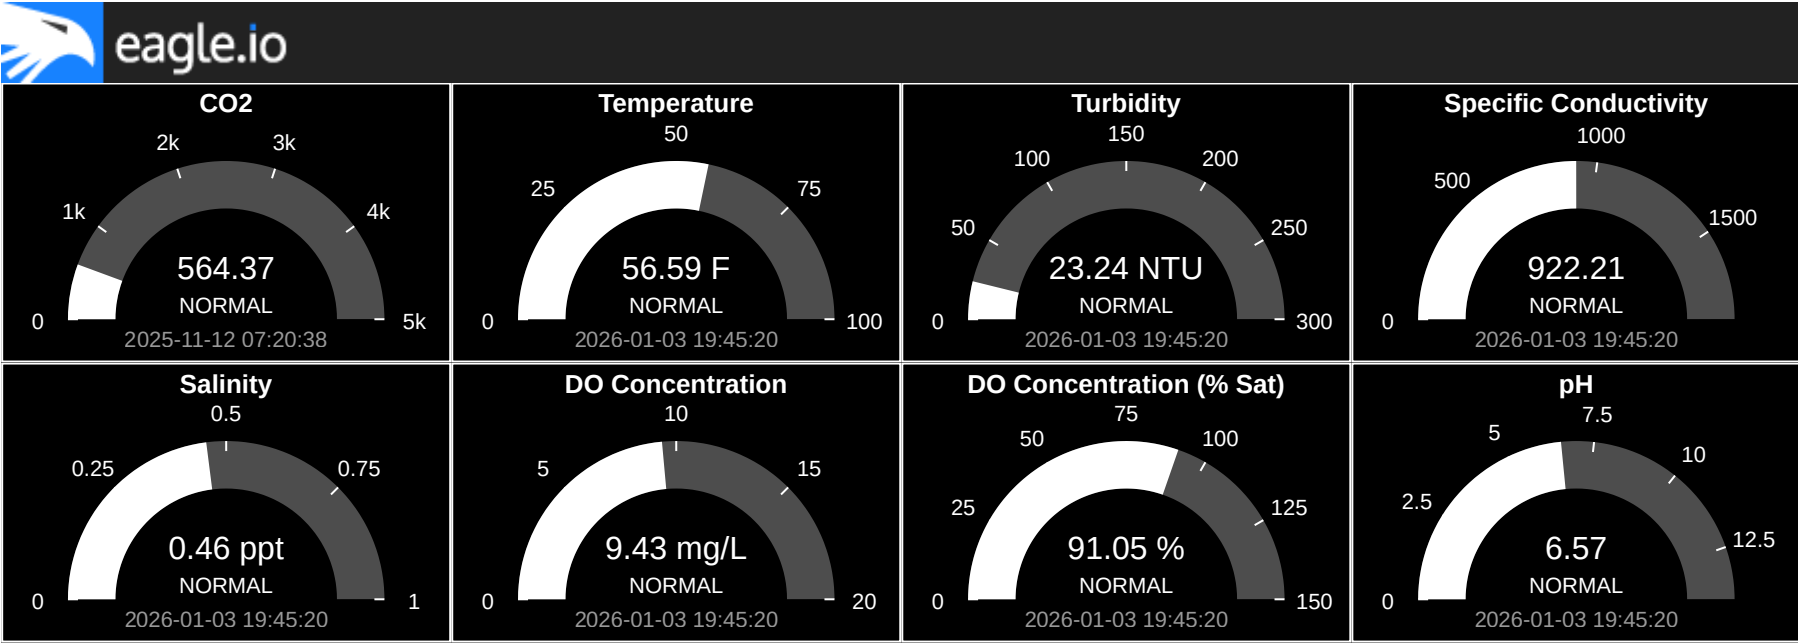 eagle.io
CO2
2k
3k
1k
4k
0
5k
564.37
NORMAL
2025-11-12 07:20:38
Temperature
50
25
75
0
100
56.59 F
NORMAL
2026-01-03 19:45:20
Turbidity
150
100
200
50
250
0
300
23.24 NTU
NORMAL
2026-01-03 19:45:20
Specific Conductivity
1000
500
1500
0
922.21
NORMAL
2026-01-03 19:45:20
Salinity
0.5
0.25
0.75
0
1
0.46 ppt
NORMAL
2026-01-03 19:45:20
DO Concentration
10
5
15
0
20
9.43 mg/L
NORMAL
2026-01-03 19:45:20
DO Concentration (% Sat)
75
50
100
25
125
0
150
91.05 %
NORMAL
2026-01-03 19:45:20
pH
7.5
5
10
2.5
12.5
0
6.57
NORMAL
2026-01-03 19:45:20